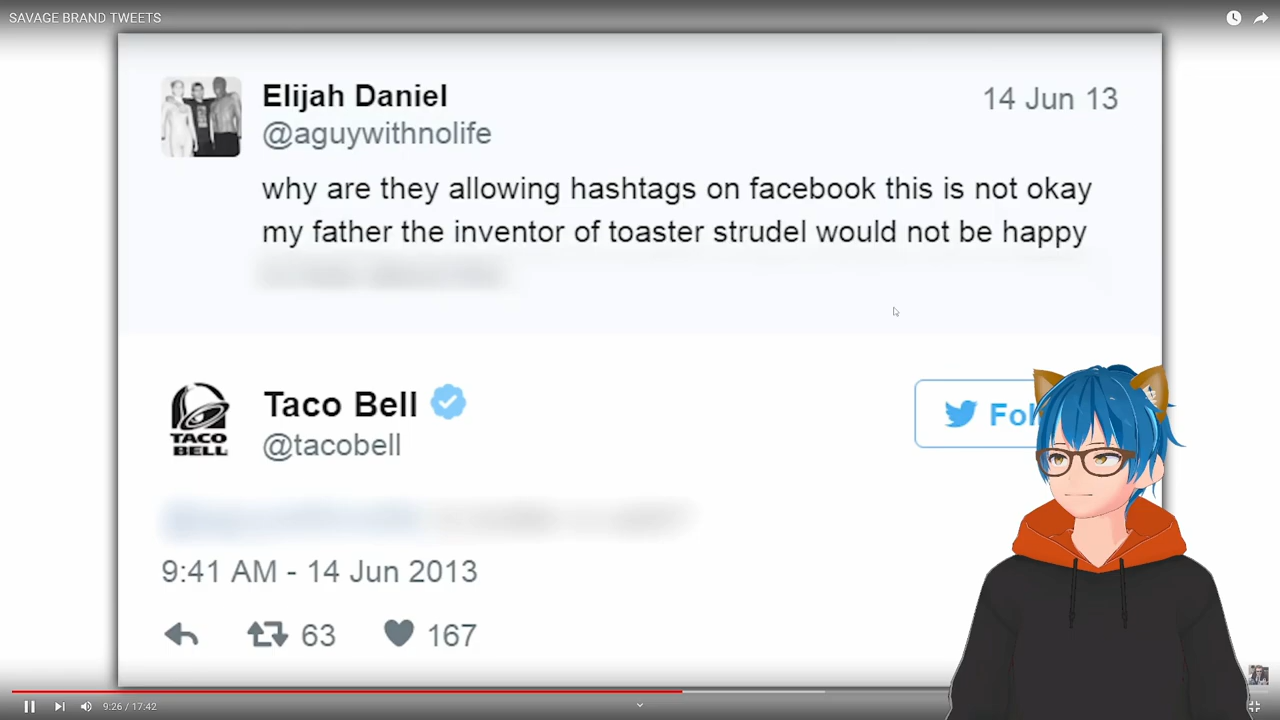 SAVAGE BRAND TWEETS
Elijah Daniel
14 Jun 13
@aguywithnolife
why are they allowing hashtags on facebook this is not okay
my father the inventor of toaster strudel would not be happy
TACO
BELL
Taco Bell
@tacobell
9:41 AM - 14 Jun 2013
63
167
9:26 / 17:42